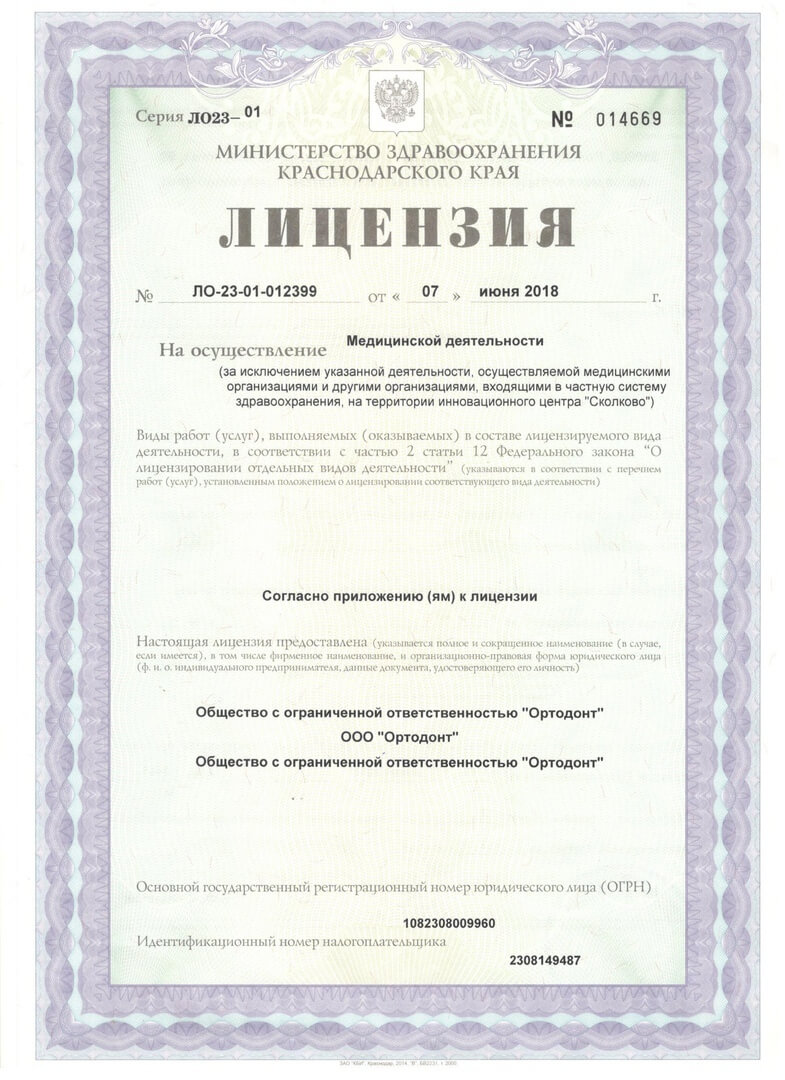 Серия ЛО23– 01
№ 014669
МИНИСТЕРСТВО ЗДРАВООХРАНЕНИЯ
КРАСНОДАРСКОГО КРАЯ
ЛИЦЕНЗИЯ
№ ЛО-23-01-012399 от « 07 » июня 2018 г.
На осуществление Медицинской деятельности
(за исключением указанной деятельности, осуществляемой медицинскими
организациями и другими организациями, входящими в частную систему
здравоохранения, на территории инновационного центра "Сколково")
Виды работ (услуг), выполняемых (оказываемых) в составе лицензируемого вида
деятельности, в соответствии с частью 2 статьи 12 Федерального закона “О
лицензировании отдельных видов деятельности” (указываются в соответствии с перечнем
работ (услуг), установленным положением о лицензировании соответствующего вида деятельности)
Согласно приложению (ям) к лицензии
Настоящая лицензия предоставлена (указывается полное и сокращенное наименование (в случае,
если имеется), в том числе фирменное наименование, и организационно-правовая форма юридического лица
(ф. и. о. индивидуального предпринимателя, данные документа, удостоверяющего его личность)
Общество с ограниченной ответственностью "Ортодонт"
ООО "Ортодонт"
Общество с ограниченной ответственностью "Ортодонт"
Основной государственный регистрационный номер юридического лица (ОГРН)
1082308009960
Идентификационный номер налогоплательщика
2308149487